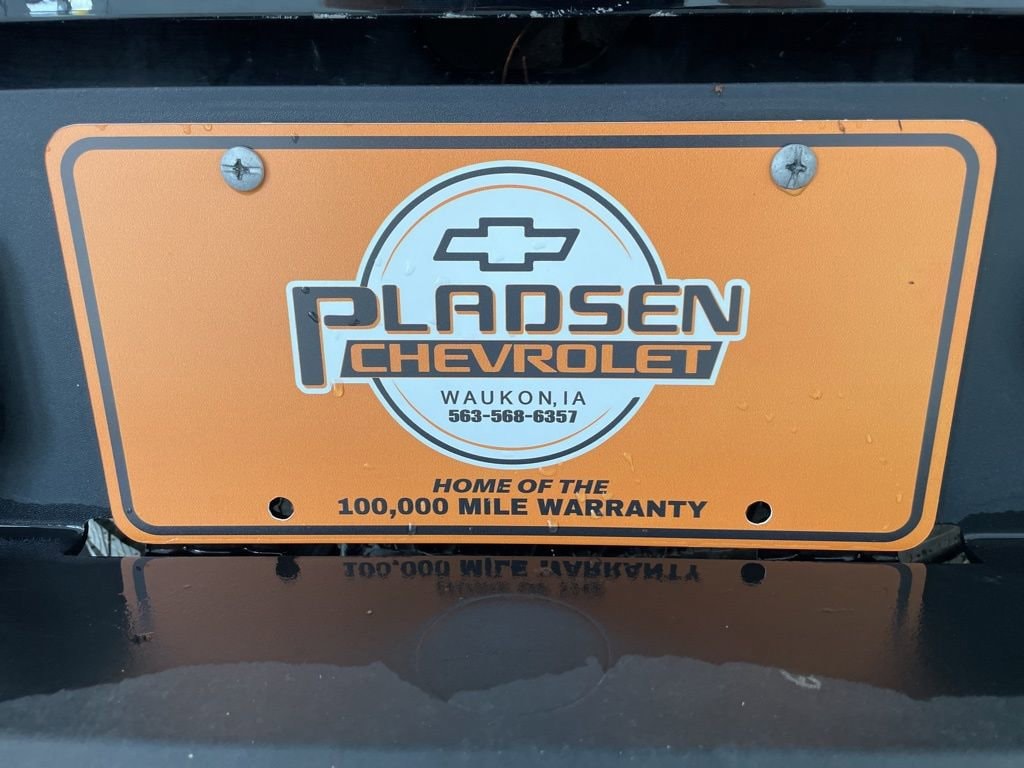 PLADSEN
CHEVROLET
WAUKON, IA
563-568-6357
HOME OF THE
100,000 MILE WARRANTY